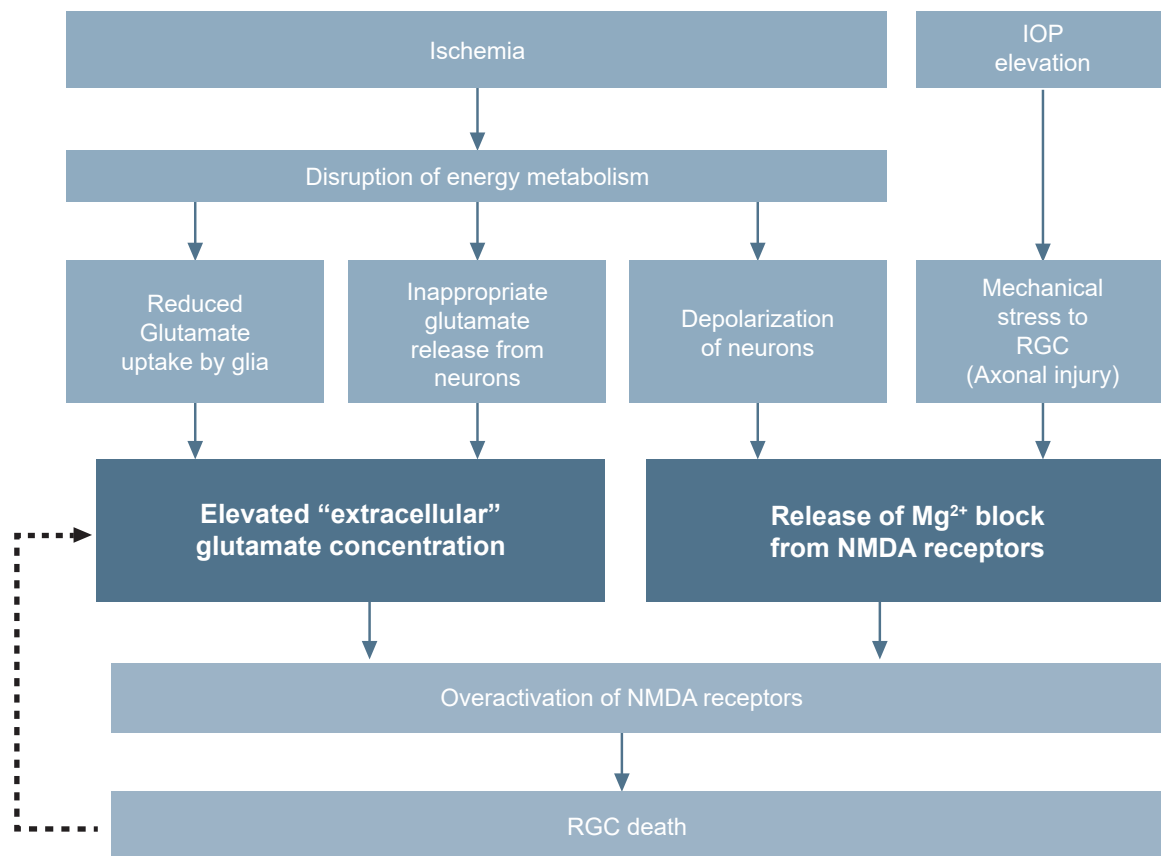 Ischemia
IOP
elevation
Disruption of energy metabolism
Reduced
Glutamate
uptake by glia
Inappropriate
glutamate
release from
neurons
Depolarization
of neurons
Mechanical
stress to
RGC
(Axonal injury)
Elevated “extracellular”
glutamate concentration
Release of Mg²⁺ block
from NMDA receptors
Overactivation of NMDA receptors
RGC death